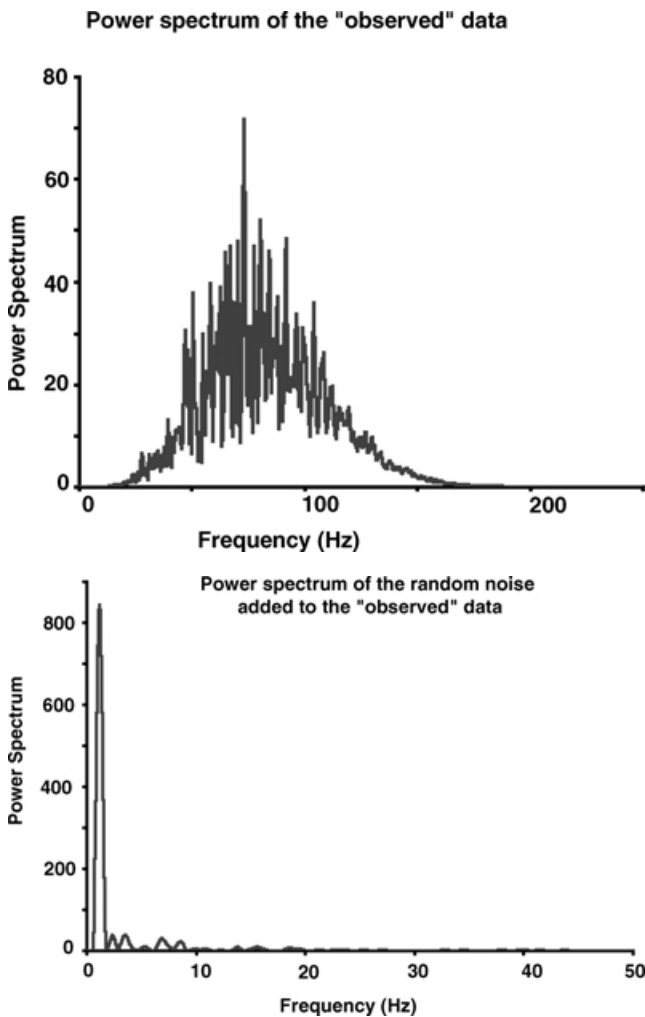 Power spectrum of the "observed" data
80
60
40
20
0
Power Spectrum
0 100 200
Frequency (Hz)
Power spectrum of the random noise
added to the "observed" data
800
600
400
200
0
Power Spectrum
0 10 20 30 40 50
Frequency (Hz)